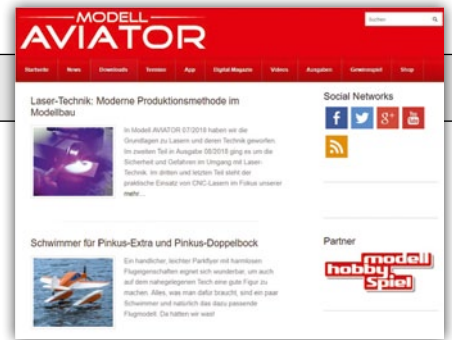 MODELL
AVIATOR
Suchen
Startseite News Downloads Termine App Digital Magazin Videos Ausgaben Gewinnspiel Shop
Laser-Technik: Moderne Produktionsmethode im
Modellbau
In Modell AVIATOR 07/2018 haben wir die
Grundlagen zu Lasern und deren Technik geworfen.
Im zweiten Teil in Ausgabe 08/2018 ging es um die
Sicherheit und Gefahren im Umgang mit Laser-
Technik. Im dritten und letzten Teil steht der
praktische Einsatz von CNC-Lasern im Fokus unserer
mehr...
Social Networks
f
8+
You
Tube
Schwimmer für Pinkus-Extra und Pinkus-Doppelbock
Ein handlicher, leichter Parkflyer mit harmlosen
Flugeigenschaften eignet sich wunderbar, um auch
auf dem nahegelegenen Teich eine gute Figur zu
machen. Alles, was man dafür braucht, sind ein paar
Schwimmer und natürlich das dazu passende
Flugmodell. Da hätten wir was!
Partner
modell
hobby
Spiel